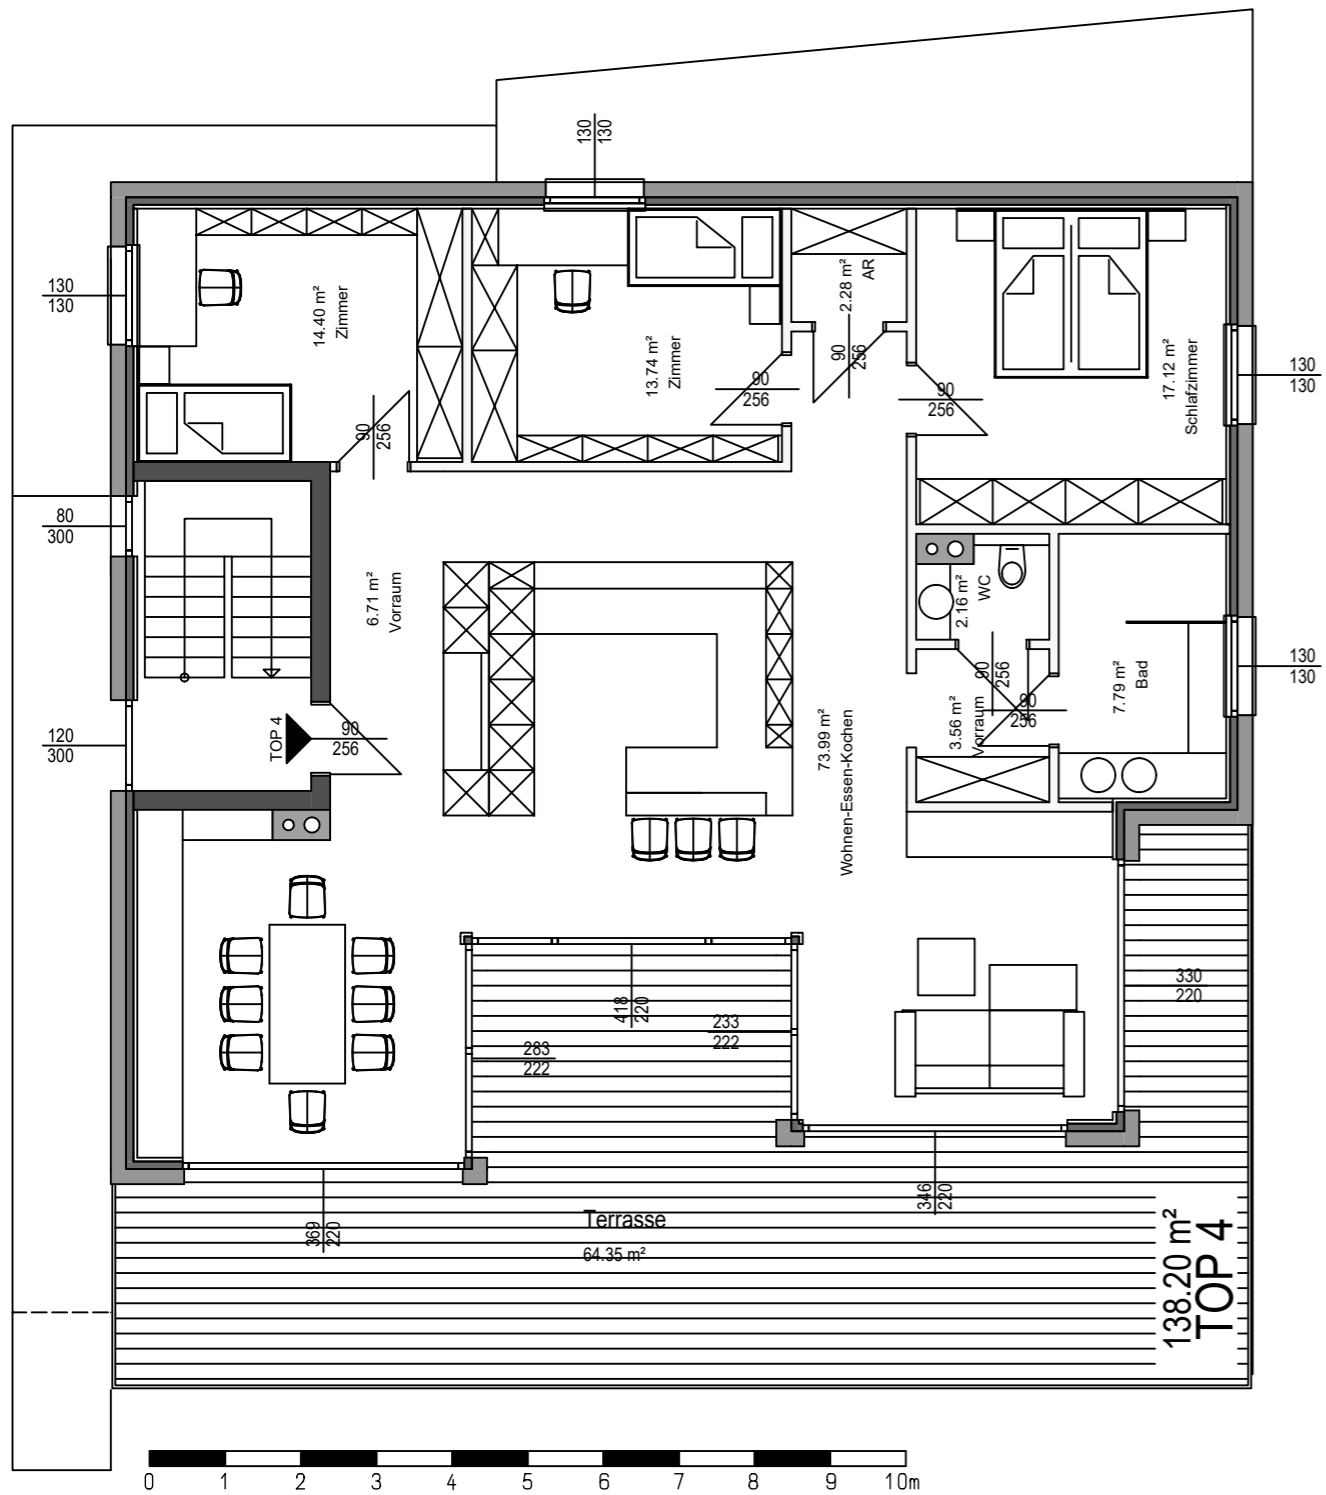 130
130
130
130
14.40 m²
Zimmer
13.74 m²
Zimmer
2.28 m²
AR
17.12 m²
Schlafzimmer
130
130
90
256
90
256
90
256
90
256
80
300
6.71 m²
Vorraum
2.16 m²
WC
90
256
7.79 m²
Bad
130
130
90
256
3.56 m²
Vorraum
73.99 m²
Wohnen-Essen-Kochen
TOP 4
90
256
120
300
418
220
233
222
283
222
330
220
369
220
346
220
Terrasse
64.35 m²
138.20 m²
TOP 4
0 1 2 3 4 5 6 7 8 9 10m